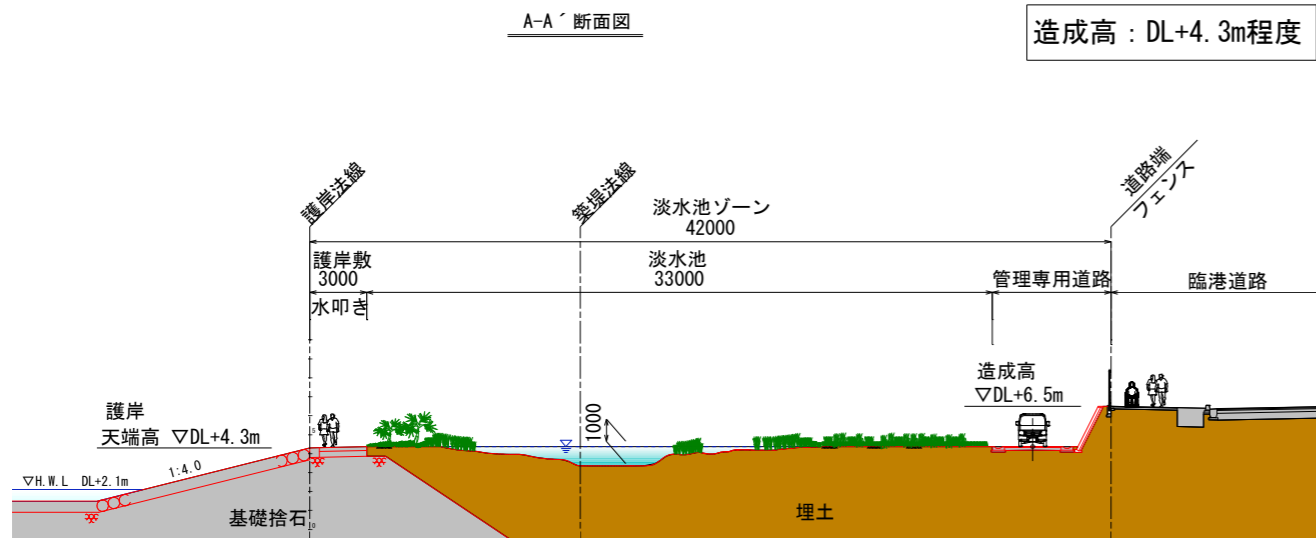 A-A´断面図
造成高：DL+4.3m程度
護岸法線
築堤法線
道路端
フェンス
淡水池ゾーン
42000
護岸敷
3000
水叩き
淡水池
33000
管理専用道路
臨港道路
造成高
▽DL+6.5m
護岸
天端高 ▽DL+4.3m
1000
1:4.0
▽H.W.L DL+2.1m
基礎捨石
10
埋土